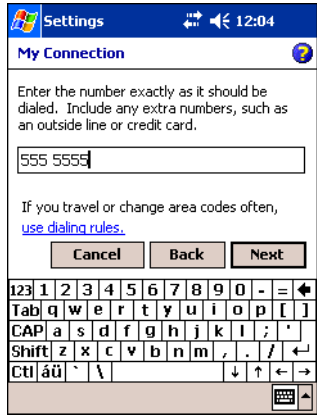 Settings 12:04
My Connection ?
Enter the number exactly as it should be
dialed. Include any extra numbers, such as
an outside line or credit card.
555 5555
If you travel or change area codes often,
use dialing rules.
Cancel Back Next
123 1 2 3 4 5 6 7 8 9 0 - = ←
Tab q w e r t y u i o p [ ]
CAP a s d f g h j k l ; '
Shift z x c v b n m , . / ↵
Ctl áü ` \ ↓ ↑ ← →